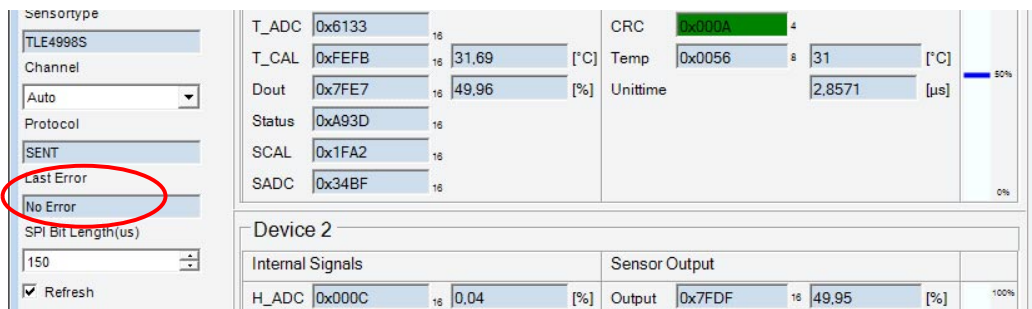 Sensortype
TLE4998S
Channel
Auto
Protocol
SENT
Last Error
No Error
SPI Bit Length(us)
150
Refresh
T_ADC 0x6133 16
T_CAL 0xFEFB 16 31,69 [°C]
Dout 0x7FE7 16 49,96 [%]
Status 0xA93D 16
SCAL 0x1FA2 16
SADC 0x34BF 16
CRC 0x000A 4
Temp 0x0056 8 31 [°C]
Unittime 2,8571 [µs]
50%
0%
Device 2
Internal Signals
H_ADC 0x000C 16 0,04 [%]
Sensor Output
Output 0x7FDF 16 49,95 [%]
100%